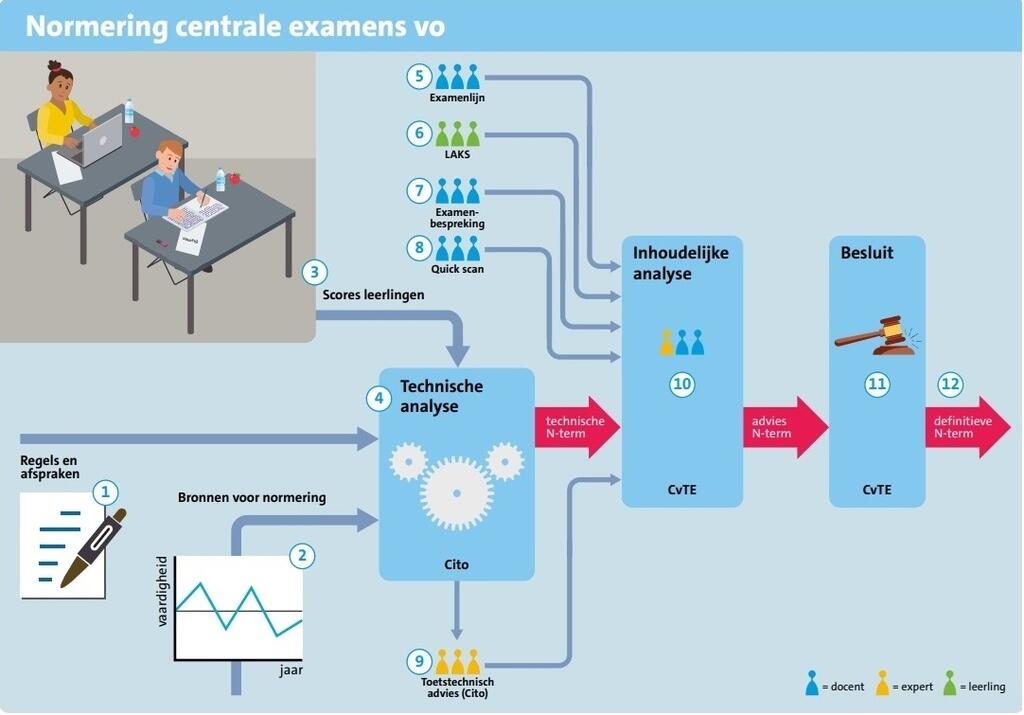 Normering centrale examens vo
5
Examenlijn
6
LAKS
7
Examen-
bespreking
8
Quick scan
3
Scores leerlingen
4
Technische
analyse
Cito
technische
N-term
Inhoudelijke
analyse
10
CvTE
advies
N-term
Besluit
11
CvTE
12
definitieve
N-term
Regels en
afspraken
1
Bronnen voor normering
2
vaardigheid
jaar
9
Toetstechnisch
advies (Cito)
= docent
= expert
= leerling